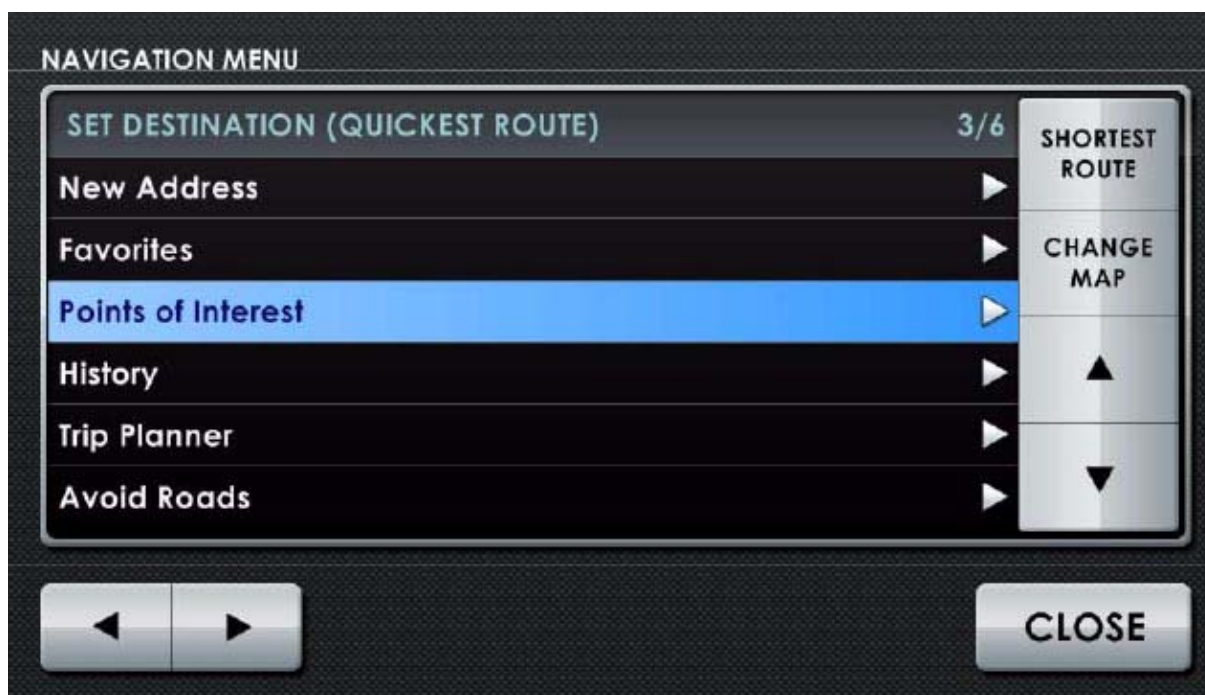 NAVIGATION MENU
SET DESTINATION (QUICKEST ROUTE) 3/6
New Address
Favorites
Points of Interest
History
Trip Planner
Avoid Roads
SHORTEST
ROUTE
CHANGE
MAP
CLOSE